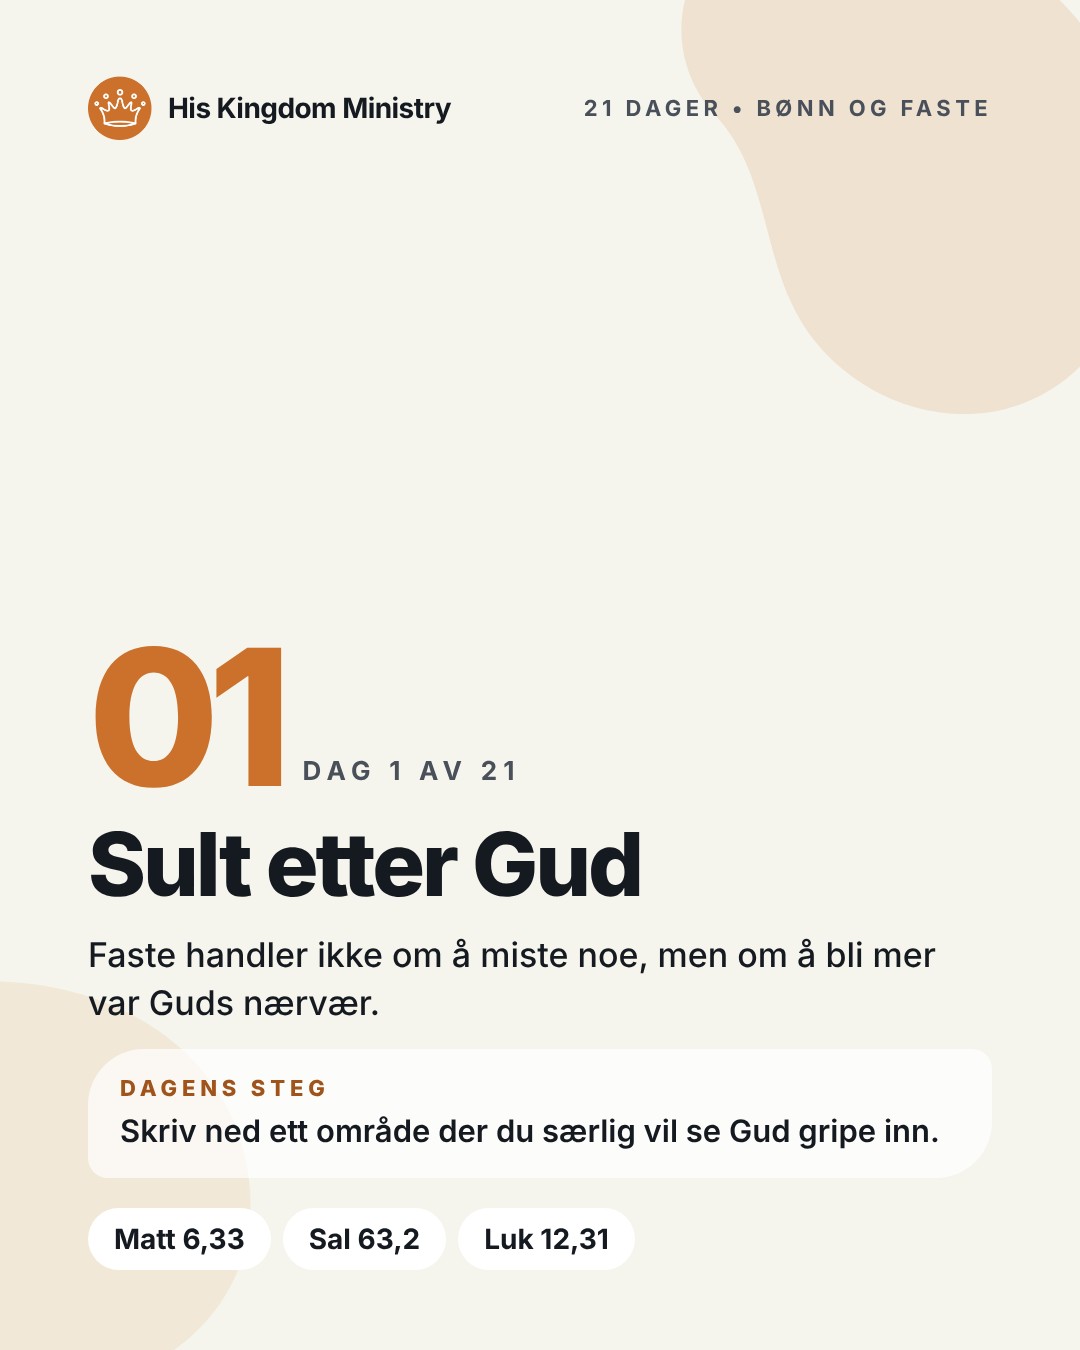 His Kingdom Ministry
21 DAGER • BØNN OG FASTE
01
DAG 1 AV 21
Sult etter Gud
Faste handler ikke om å miste noe, men om å bli mer
var Guds nærvær.
DAGENS STEG
Skriv ned ett område der du særlig vil se Gud gripe inn.
Matt 6,33
Sal 63,2
Luk 12,31